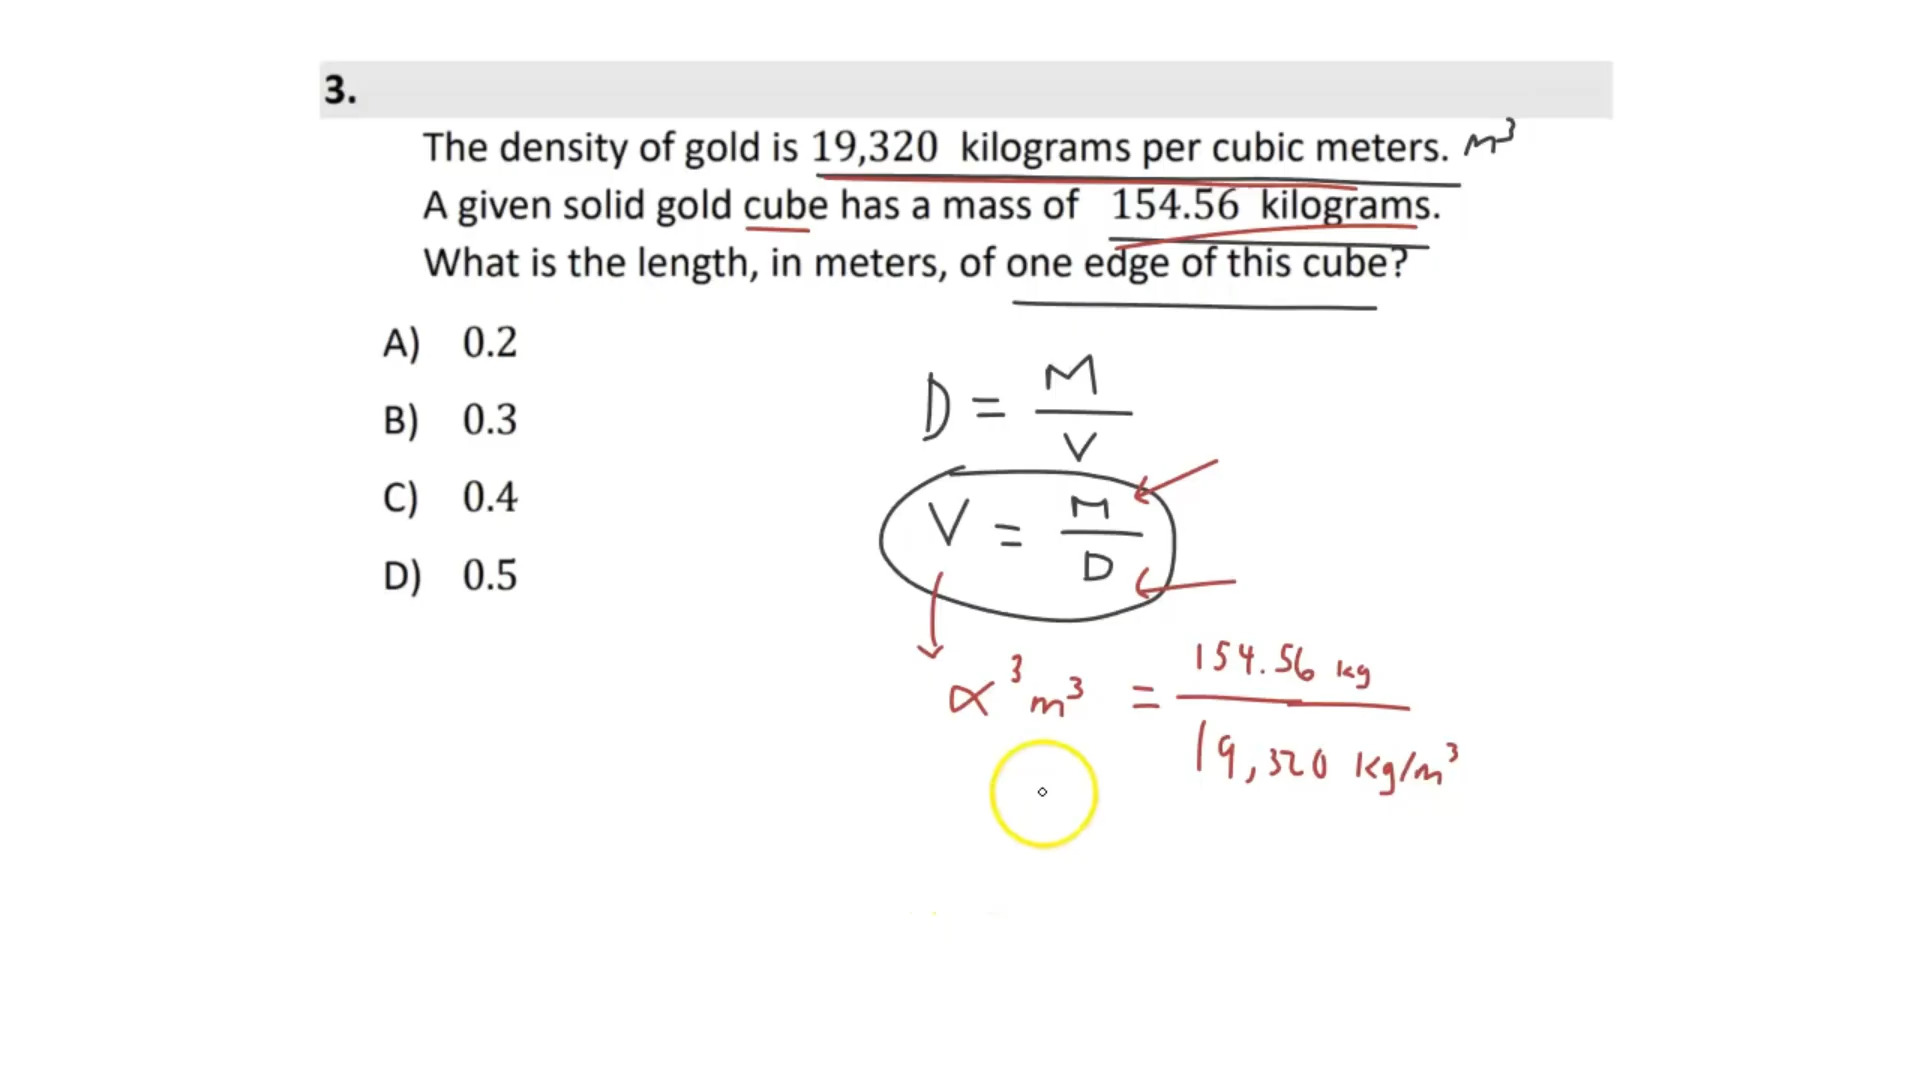 3.
The density of gold is 19,320 kilograms per cubic meters. m³
A given solid gold cube has a mass of 154.56 kilograms.
What is the length, in meters, of one edge of this cube?
A) 0.2
B) 0.3
C) 0.4
D) 0.5
D = M/V
V = M/D
x³ m³ = 154.56 kg / 19,320 kg/m³